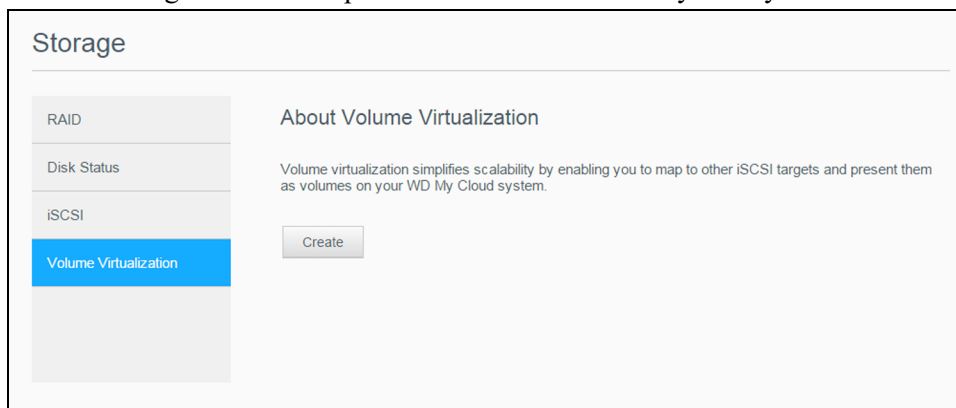 Storage
RAID
Disk Status
iSCSI
Volume Virtualization
About Volume Virtualization
Volume virtualization simplifies scalability by enabling you to map to other iSCSI targets and present them
as volumes on your WD My Cloud system.
Create